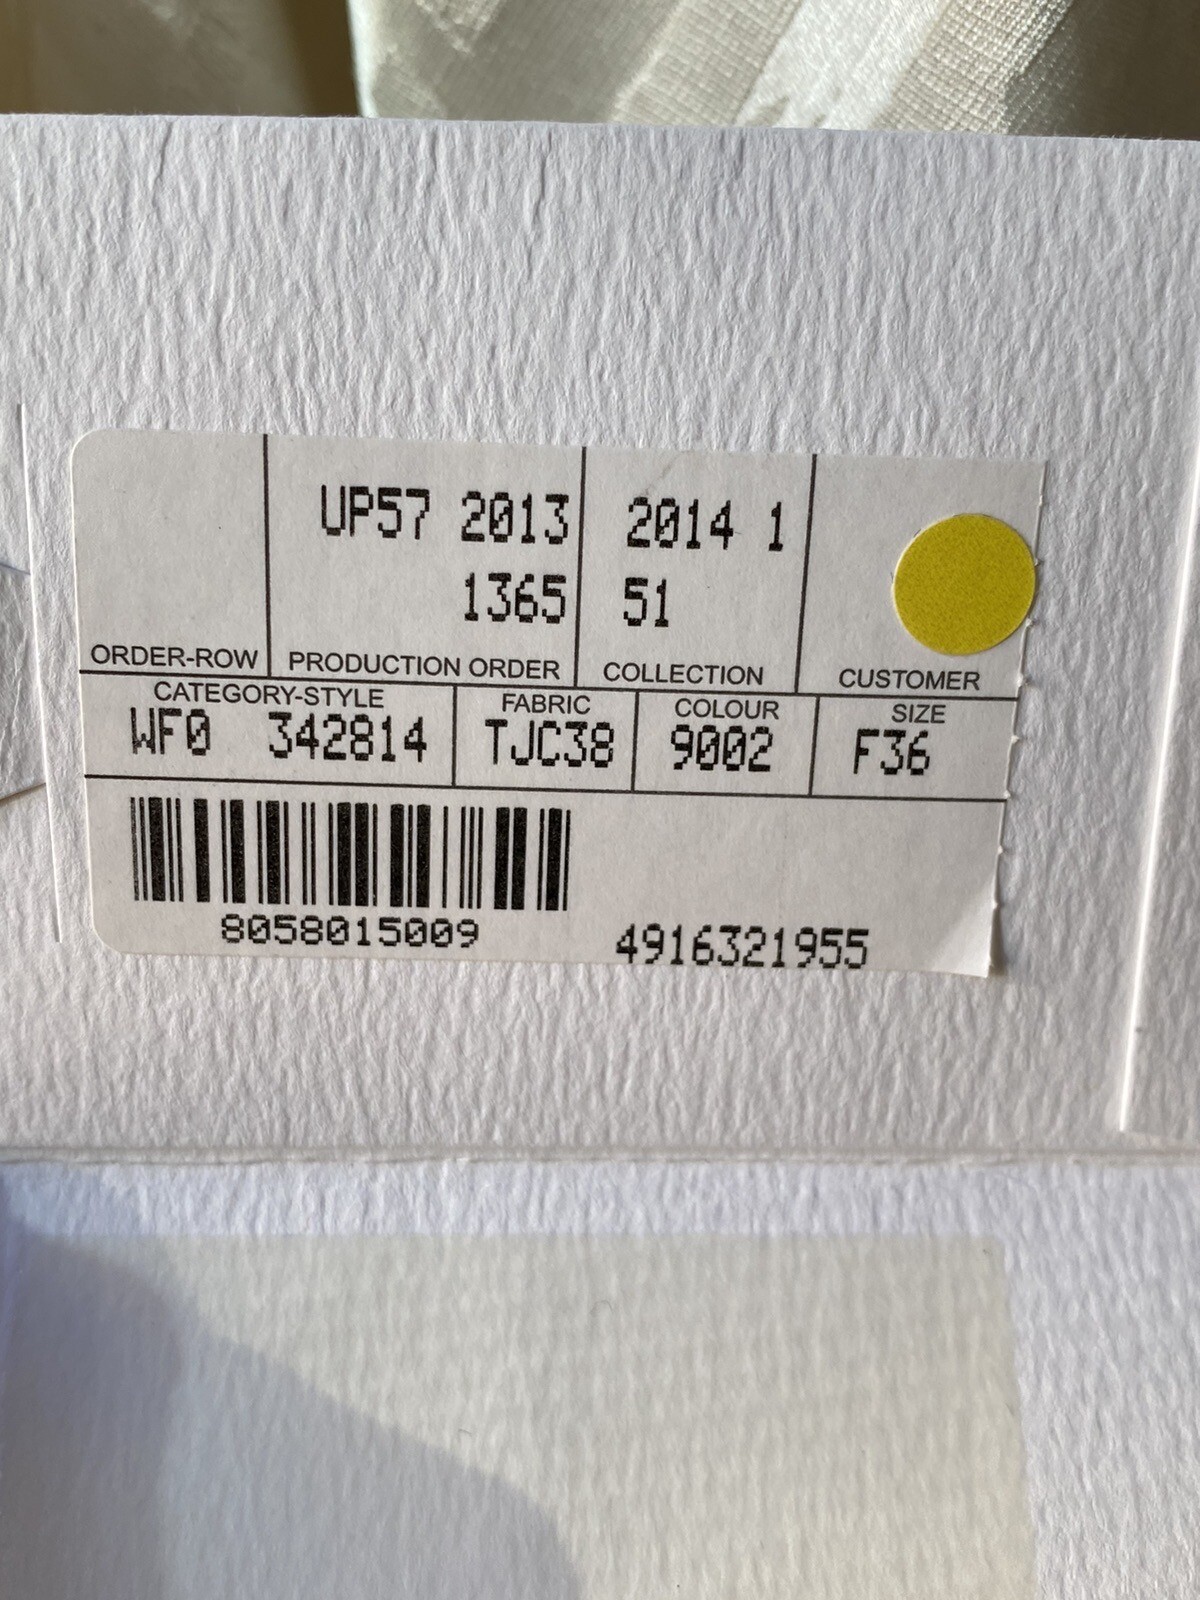 UP57 2013
1365
2014 1
51
ORDER-ROW
PRODUCTION ORDER
COLLECTION
CUSTOMER
CATEGORY-STYLE
WF0 342814
FABRIC
TJC38
COLOUR
9002
SIZE
F36
8058015009
4916321955